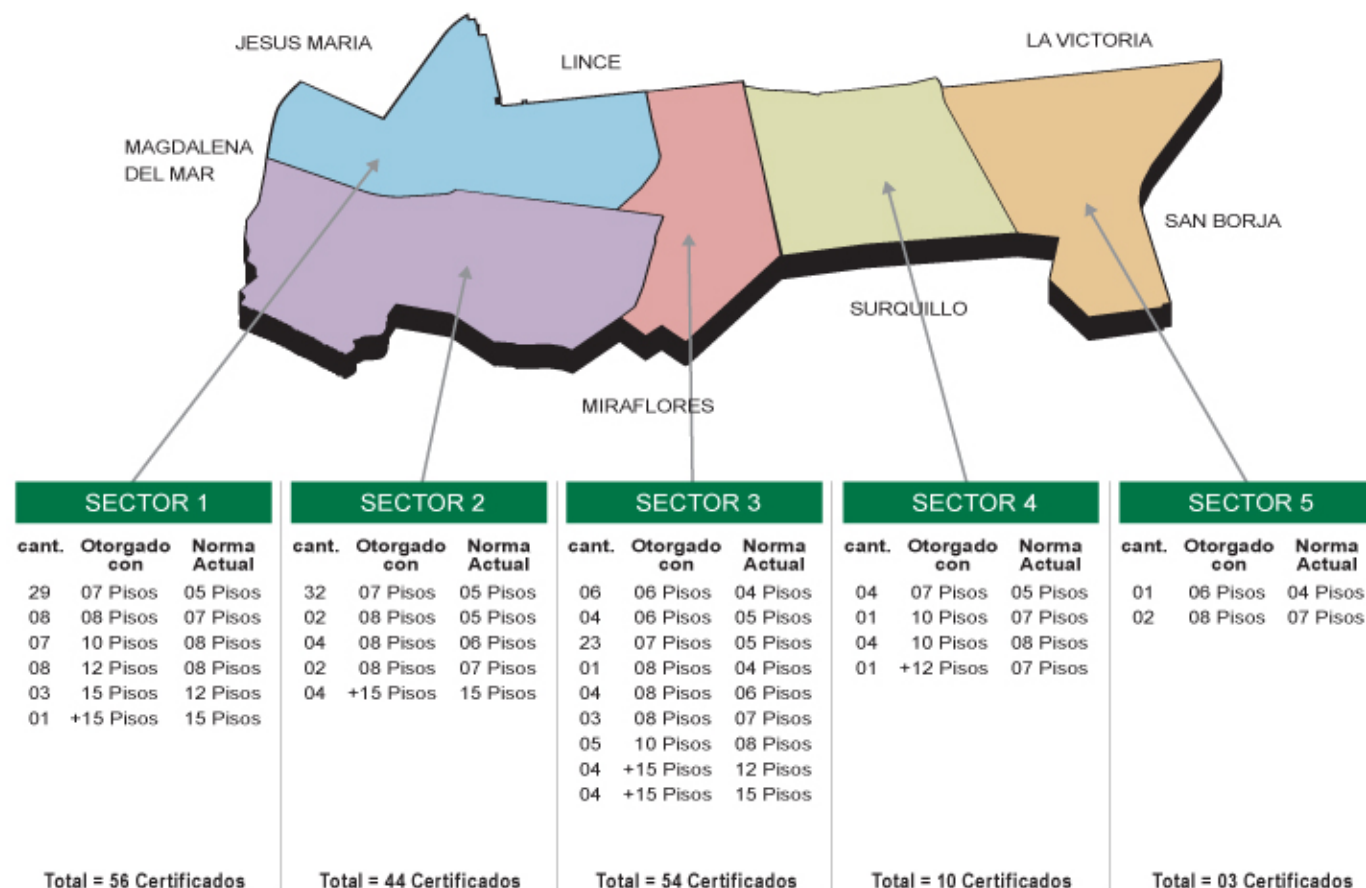 JESUS MARIA
LINCE
LA VICTORIA
MAGDALENA
DEL MAR
SAN BORJA
SURQUILLO
MIRAFLORES
SECTOR 1
cant. Otorgado con Norma Actual
29 07 Pisos 05 Pisos
08 08 Pisos 07 Pisos
07 10 Pisos 08 Pisos
08 12 Pisos 08 Pisos
03 15 Pisos 12 Pisos
01 +15 Pisos 15 Pisos
Total = 56 Certificados
SECTOR 2
cant. Otorgado con Norma Actual
32 07 Pisos 05 Pisos
02 08 Pisos 05 Pisos
04 08 Pisos 06 Pisos
02 08 Pisos 07 Pisos
04 +15 Pisos 15 Pisos
Total = 44 Certificados
SECTOR 3
cant. Otorgado con Norma Actual
06 06 Pisos 04 Pisos
04 06 Pisos 05 Pisos
23 07 Pisos 05 Pisos
01 08 Pisos 04 Pisos
04 08 Pisos 06 Pisos
03 08 Pisos 07 Pisos
05 10 Pisos 08 Pisos
04 +15 Pisos 12 Pisos
04 +15 Pisos 15 Pisos
Total = 54 Certificados
SECTOR 4
cant. Otorgado con Norma Actual
04 07 Pisos 05 Pisos
01 10 Pisos 07 Pisos
04 10 Pisos 08 Pisos
01 +12 Pisos 07 Pisos
Total = 10 Certificados
SECTOR 5
cant. Otorgado con Norma Actual
01 06 Pisos 04 Pisos
02 08 Pisos 07 Pisos
Total = 03 Certificados